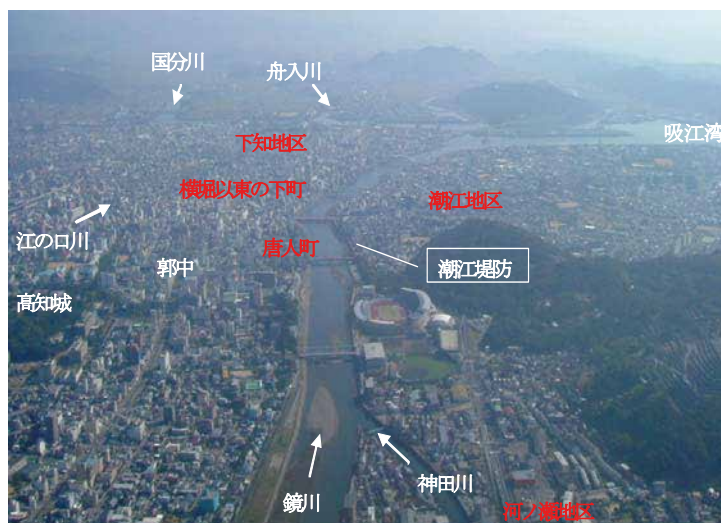 国分川
舟入川
下知地区
吸江湾
横堀以東の下町
潮江地区
江の口川
唐人町
郭中
潮江堤防
高知城
鏡川
神田川
河ノ瀬地区